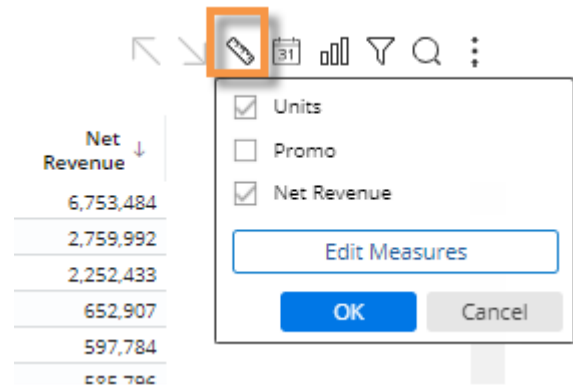 31
Units
Promo
Net Revenue
Edit Measures
OK Cancel
Net
Revenue
6,753,484
2,759,992
2,252,433
652,907
597,784